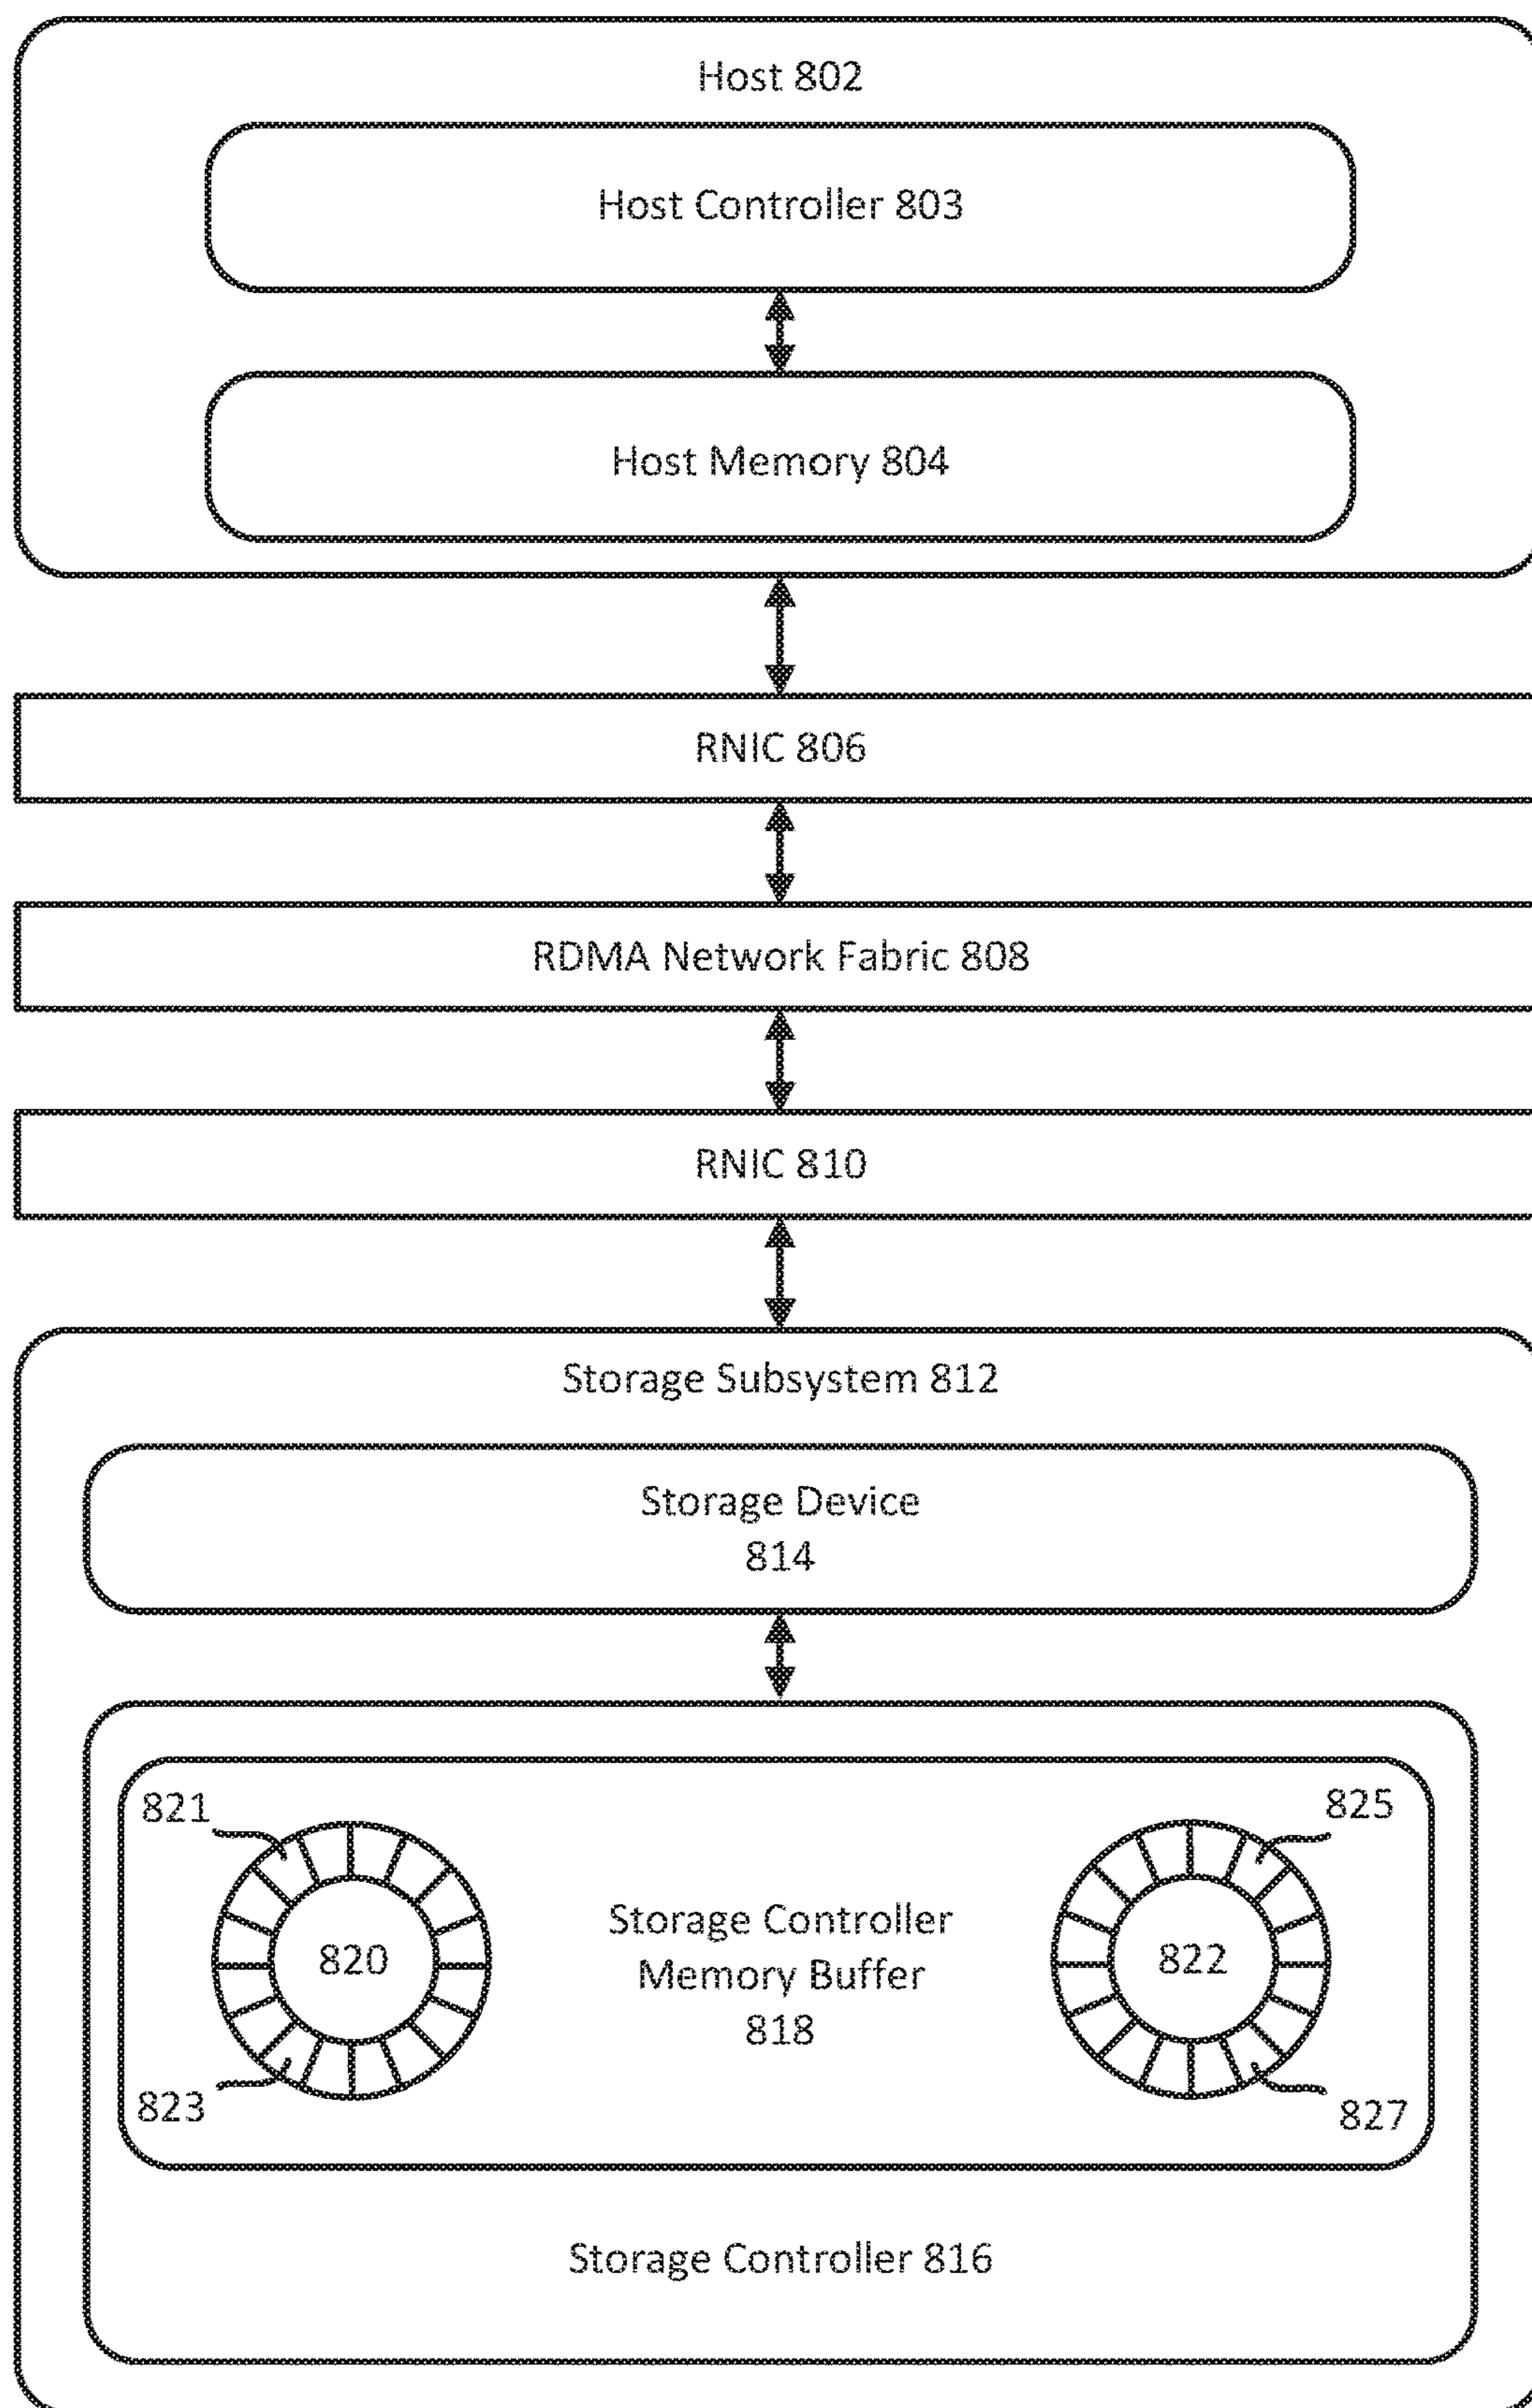 Host 802
Host Controller 803
Host Memory 804
RNIC 806
RDMA Network Fabric 808
RNIC 810
Storage Subsystem 812
Storage Device
814
821
825
820
Storage Controller
Memory Buffer
818
822
823
827
Storage Controller 816